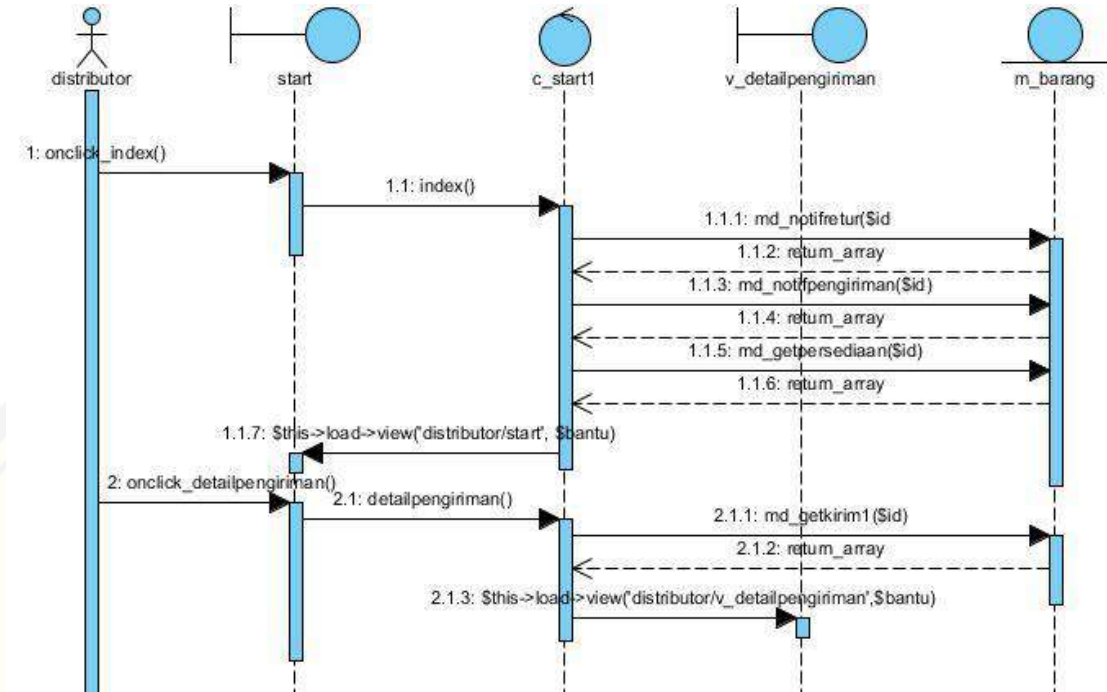 distributor
start
c_start1
v_detailpengiriman
m_barang
1: onclick_index()
1.1: index()
1.1.1: md_notifretur($id
1.1.2: return_array
1.1.3: md_notifpengiriman($id)
1.1.4: return_array
1.1.5: md_getpersediaan($id)
1.1.6: return_array
1.1.7: $this->load->view('distributor/start', $bantu)
2: onclick_detailpengiriman()
2.1: detailpengiriman()
2.1.1: md_getkirim1($id)
2.1.2: return_array
2.1.3: $this->load->view('distributor/v_detailpengiriman',$bantu)